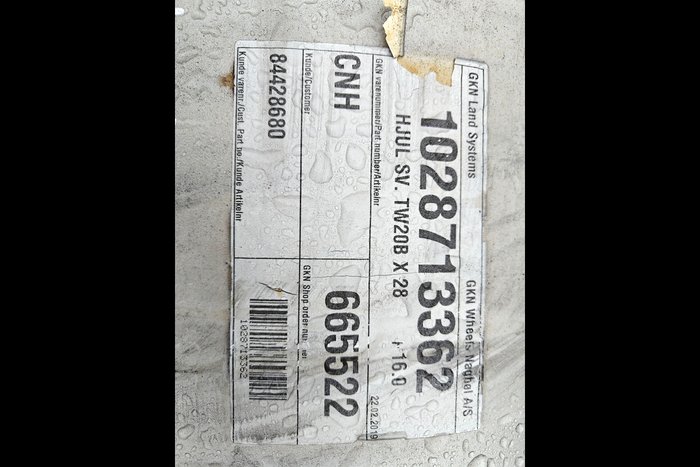 GKN Land Systems
GKN Wheels Nagbøl A/S
1028713362
HJUL SV. TW20B X 28
+16.0
GKN varenummer/Part number/Artikelnr
22.02.2019
CNH
665522
Kunde/Customer
GKN Shop order number
84428680
1028713362
Kunde varenr./Cust. Part no/Kunde Artikelnr